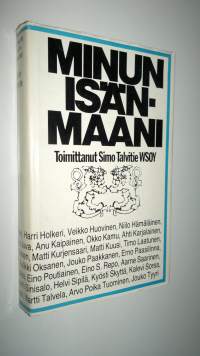 MINUN
ISÄN-
MAANI
Toimittanut Simo Talvitie WSOY
Harri Holkeri, Veikko Huovinen, Niilo Hämäläinen,
Anu Kaipainen, Okko Kamu, Ahti Karjalainen,
Matti Kurjensaari, Matti Kuusi, Timo Laatunen,
Oksanen, Jouko Paakkanen, Erno Paasilinna,
Eino Poutiainen, Eino S. Repo, Aarne Saarinen,
Helvi Sipilä, Kyösti Skyttä, Kalevi Sorsa,
Martti Talvela, Arvo Poika Tuominen, Jouko Tyyri